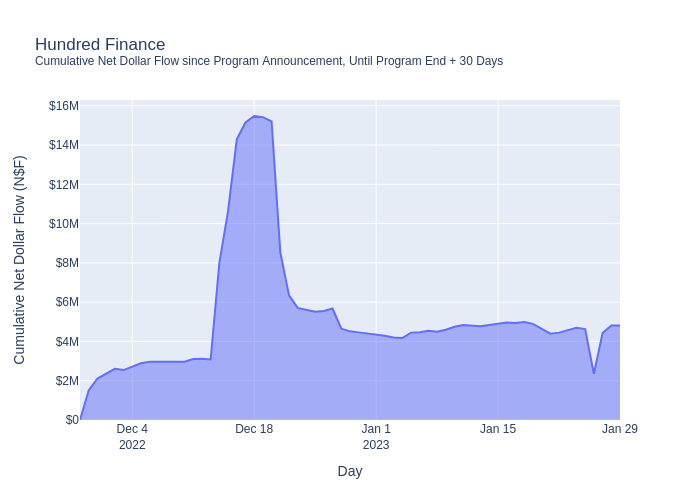 Hundred Finance
Cumulative Net Dollar Flow since Program Announcement, Until Program End + 30 Days
Cumulative Net Dollar Flow (N$F)
$16M
$14M
$12M
$10M
$8M
$6M
$4M
$2M
$0
Dec 4
2022
Dec 18
Jan 1
2023
Jan 15
Jan 29
Day